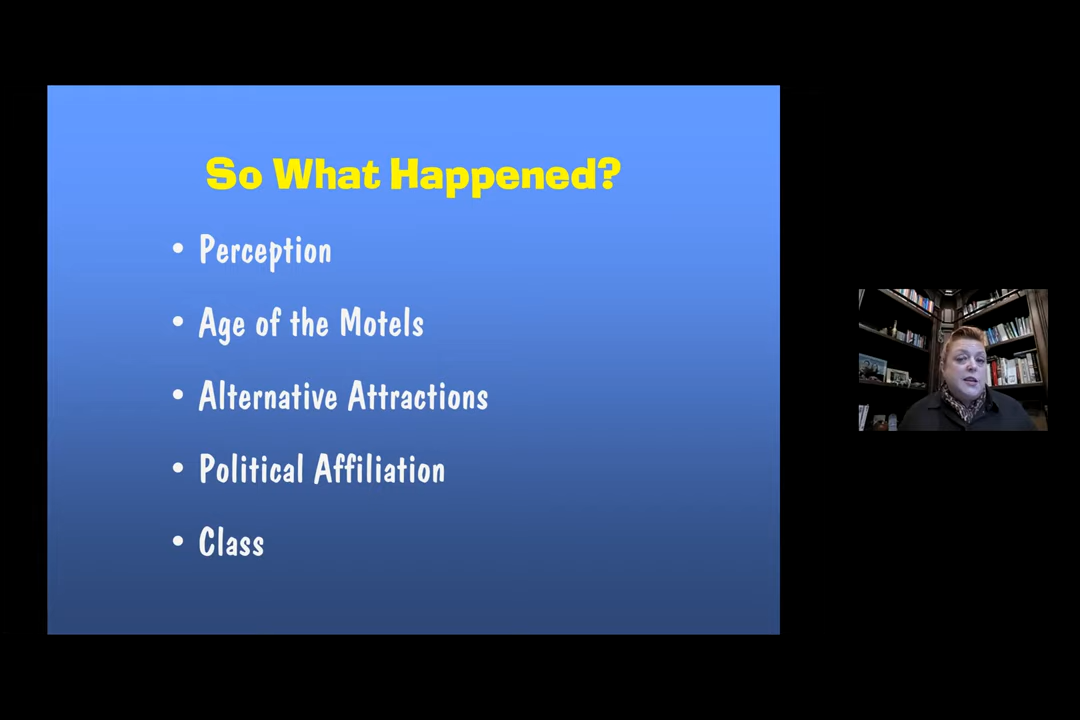 So What Happened?
• Perception
• Age of the Motels
• Alternative Attractions
• Political Affiliation
• Class